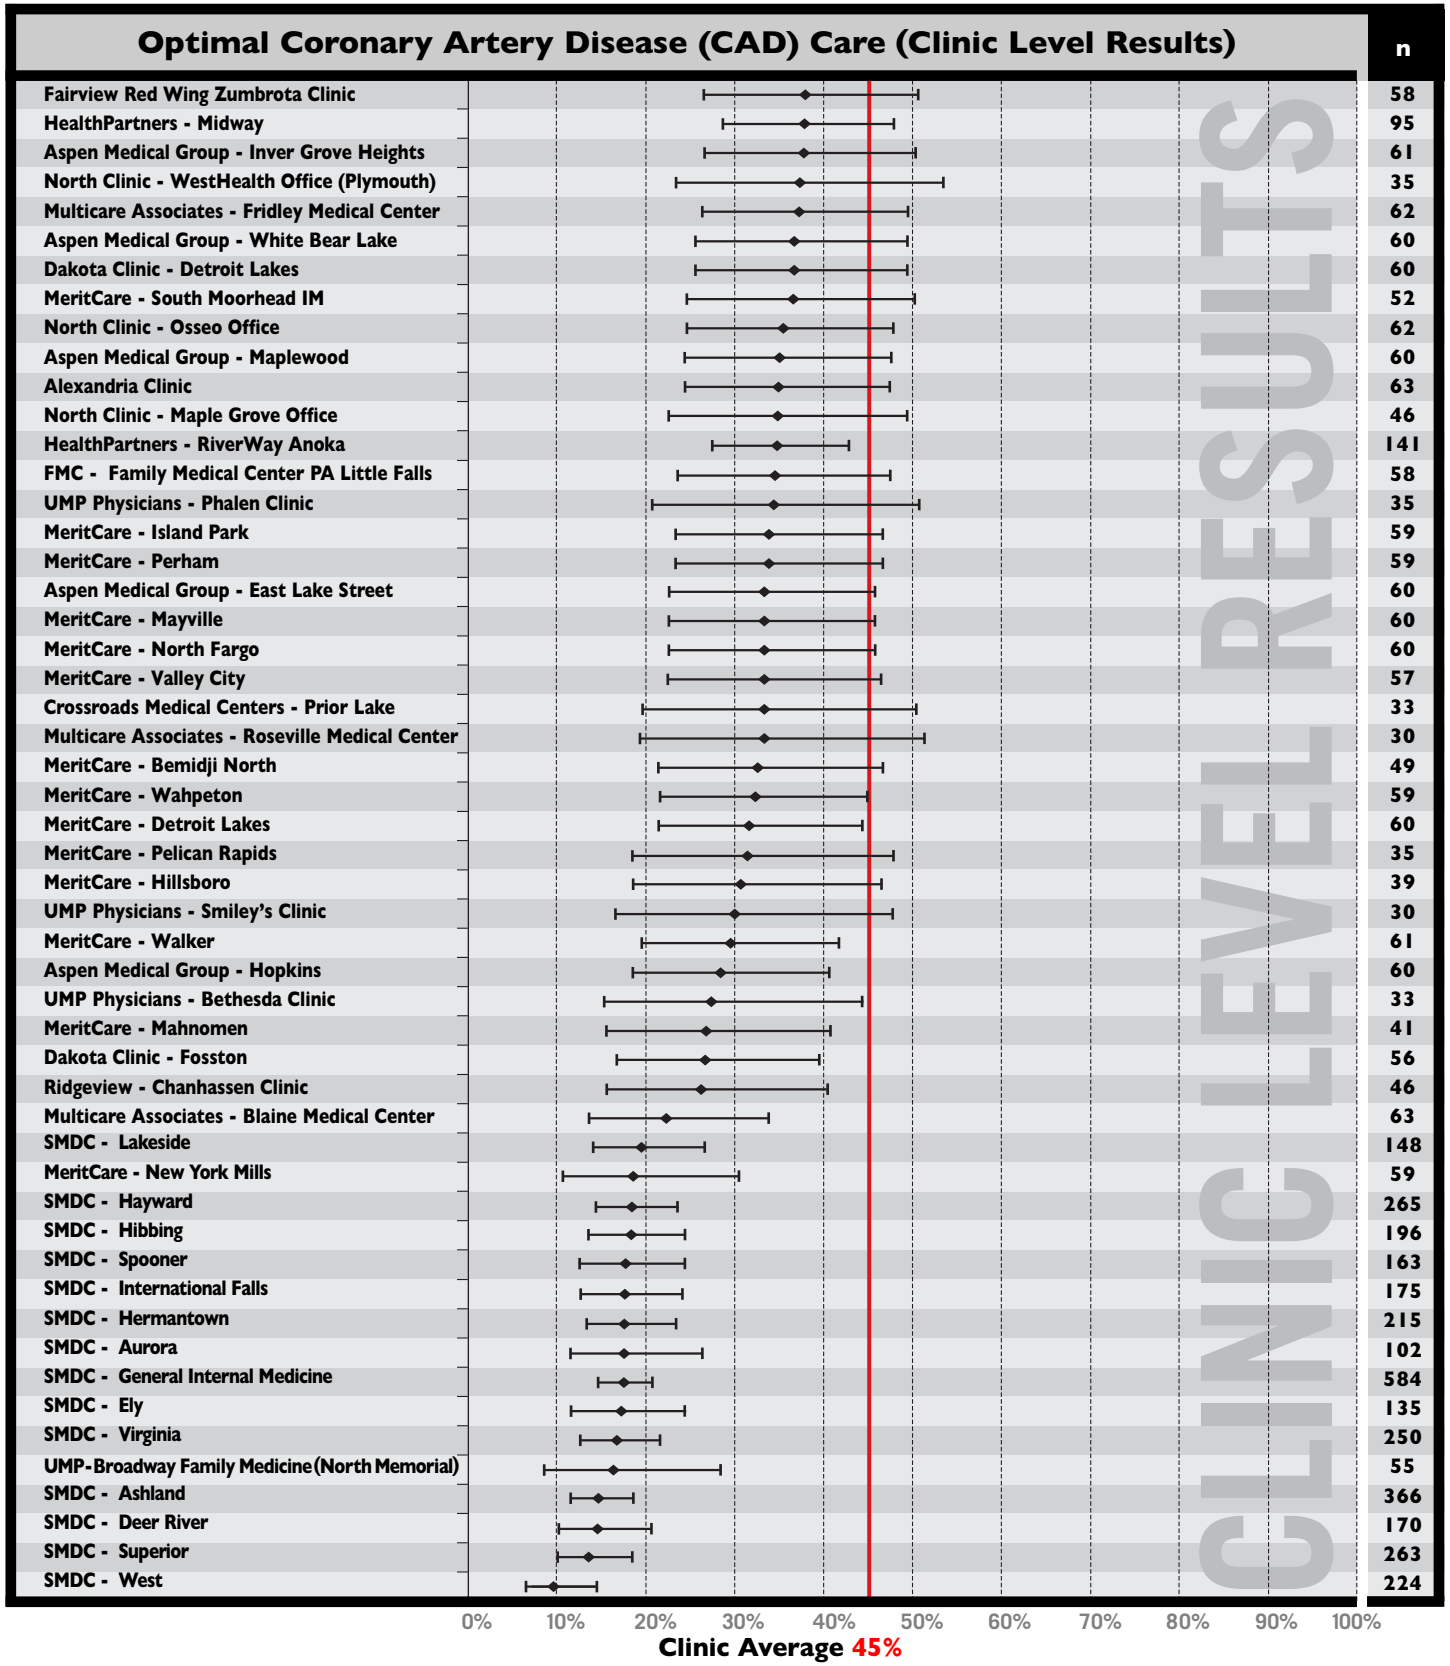 Optimal Coronary Artery Disease (CAD) Care (Clinic Level Results) n
Fairview Red Wing Zumbrota Clinic 58
HealthPartners - Midway 95
Aspen Medical Group - Inver Grove Heights 61
North Clinic - WestHealth Office (Plymouth) 35
Multicare Associates - Fridley Medical Center 62
Aspen Medical Group - White Bear Lake 60
Dakota Clinic - Detroit Lakes 60
MeritCare - South Moorhead IM 52
North Clinic - Osseo Office 62
Aspen Medical Group - Maplewood 60
Alexandria Clinic 63
North Clinic - Maple Grove Office 46
HealthPartners - RiverWay Anoka 141
FMC - Family Medical Center PA Little Falls 58
UMP Physicians - Phalen Clinic 35
MeritCare - Island Park 59
MeritCare - Perham 59
Aspen Medical Group - East Lake Street 60
MeritCare - Mayville 60
MeritCare - North Fargo 60
MeritCare - Valley City 57
Crossroads Medical Centers - Prior Lake 33
Multicare Associates - Roseville Medical Center 30
MeritCare - Bemidji North 49
MeritCare - Wahpeton 59
MeritCare - Detroit Lakes 60
MeritCare - Pelican Rapids 35
MeritCare - Hillsboro 39
UMP Physicians - Smiley’s Clinic 30
MeritCare - Walker 61
Aspen Medical Group - Hopkins 60
UMP Physicians - Bethesda Clinic 33
MeritCare - Mahnomen 41
Dakota Clinic - Fosston 56
Ridgeview - Chanhassen Clinic 46
Multicare Associates - Blaine Medical Center 63
SMDC - Lakeside 148
MeritCare - New York Mills 59
SMDC - Hayward 265
SMDC - Hibbing 196
SMDC - Spooner 163
SMDC - International Falls 175
SMDC - Hermantown 215
SMDC - Aurora 102
SMDC - General Internal Medicine 584
SMDC - Ely 135
SMDC - Virginia 250
UMP-Broadway Family Medicine (North Memorial) 55
SMDC - Ashland 366
SMDC - Deer River 170
SMDC - Superior 263
SMDC - West 224
CLINIC LEVEL RESULTS
0% 10% 20% 30% 40% 50% 60% 70% 80% 90% 100%
Clinic Average 45%